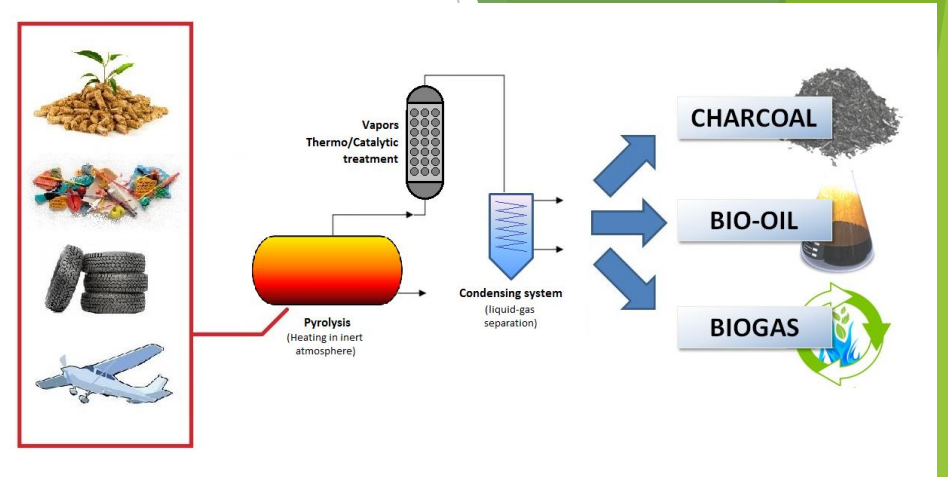 Vapors
Thermo/Catalytic
treatment
Pyrolysis
(Heating in inert
atmosphere)
Condensing system
(liquid-gas
separation)
CHARCOAL
BIO-OIL
BIOGAS